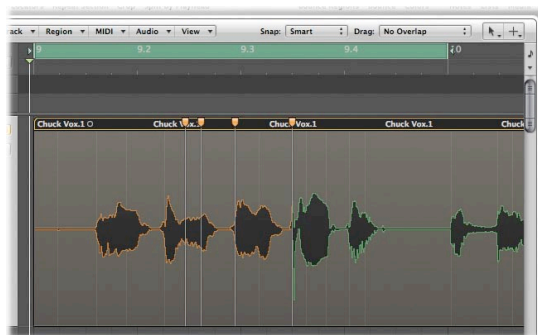 ack Region MIDI Audio View Snap: Smart Drag: No Overlap
9 9.2 9.3 9.4
Chuck Vox.1 Chuck Chuc Vox.1 Chuck Vox.1 Chuck